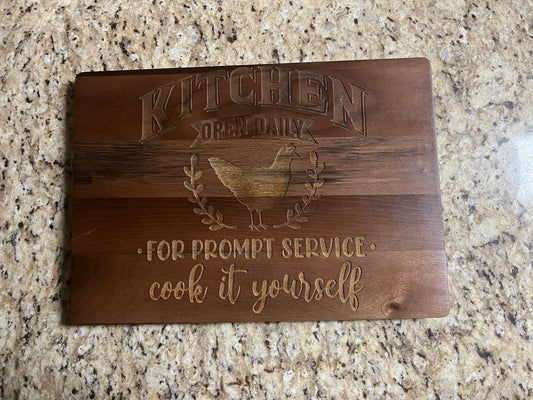 KITCHEN
OPEN DAILY
• FOR PROMPT SERVICE •
cook it yourself